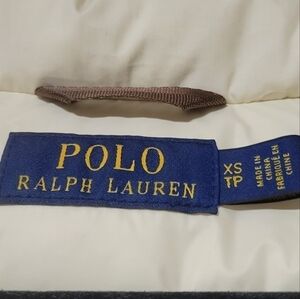 POLO
RALPH LAUREN
XS
TP
MADE IN
CHINA
FABRIQUÉ EN
CHINE